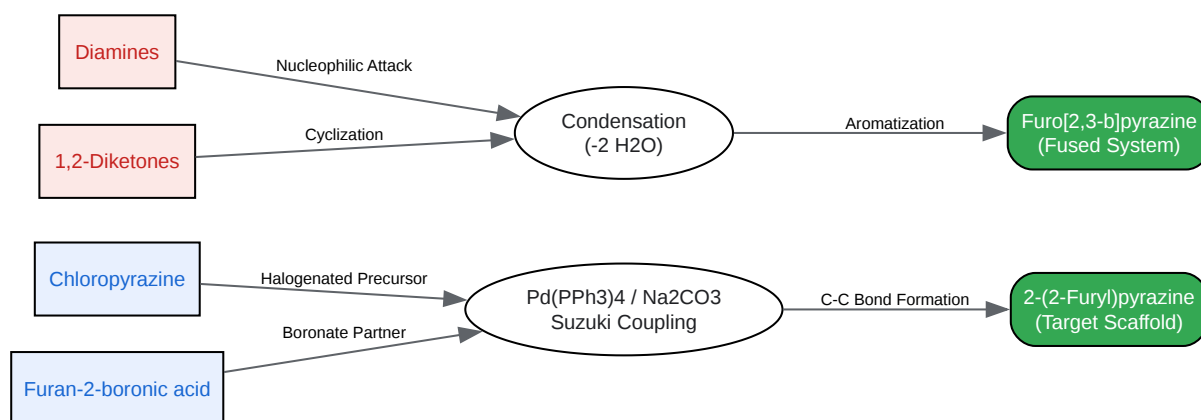 Diamines
Nucleophilic Attack
1,2-Diketones
Cyclization
Condensation
(-2 H2O)
Aromatization
Furo[2,3-b]pyrazine
(Fused System)
Chloropyrazine
Halogenated Precursor
Furan-2-boronic acid
Boronate Partner
Pd(PPh3)4 / Na2CO3
Suzuki Coupling
C-C Bond Formation
2-(2-Furyl)pyrazine
(Target Scaffold)